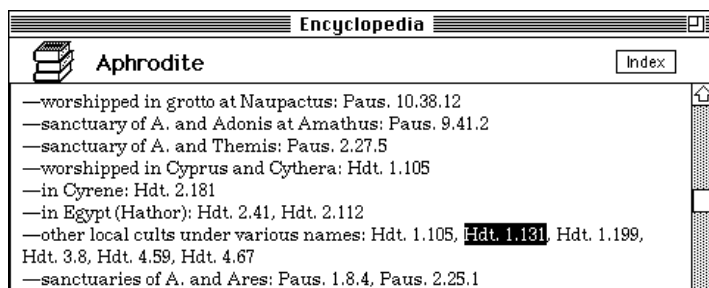 Encyclopedia
Aphrodite
Index
—worshipped in grotto at Naupactus: Paus. 10.38.12
—sanctuary of A. and Adonis at Amathus: Paus. 9.41.2
—sanctuary of A. and Themis: Paus. 2.27.5
—worshipped in Cyprus and Cythera: Hdt. 1.105
—in Cyrene: Hdt. 2.181
—in Egypt (Hathor): Hdt. 2.41, Hdt. 2.112
—other local cults under various names: Hdt. 1.105, Hdt. 1.131, Hdt. 1.199,
Hdt. 3.8, Hdt. 4.59, Hdt. 4.67
—sanctuaries of A. and Ares: Paus. 1.8.4, Paus. 2.25.1